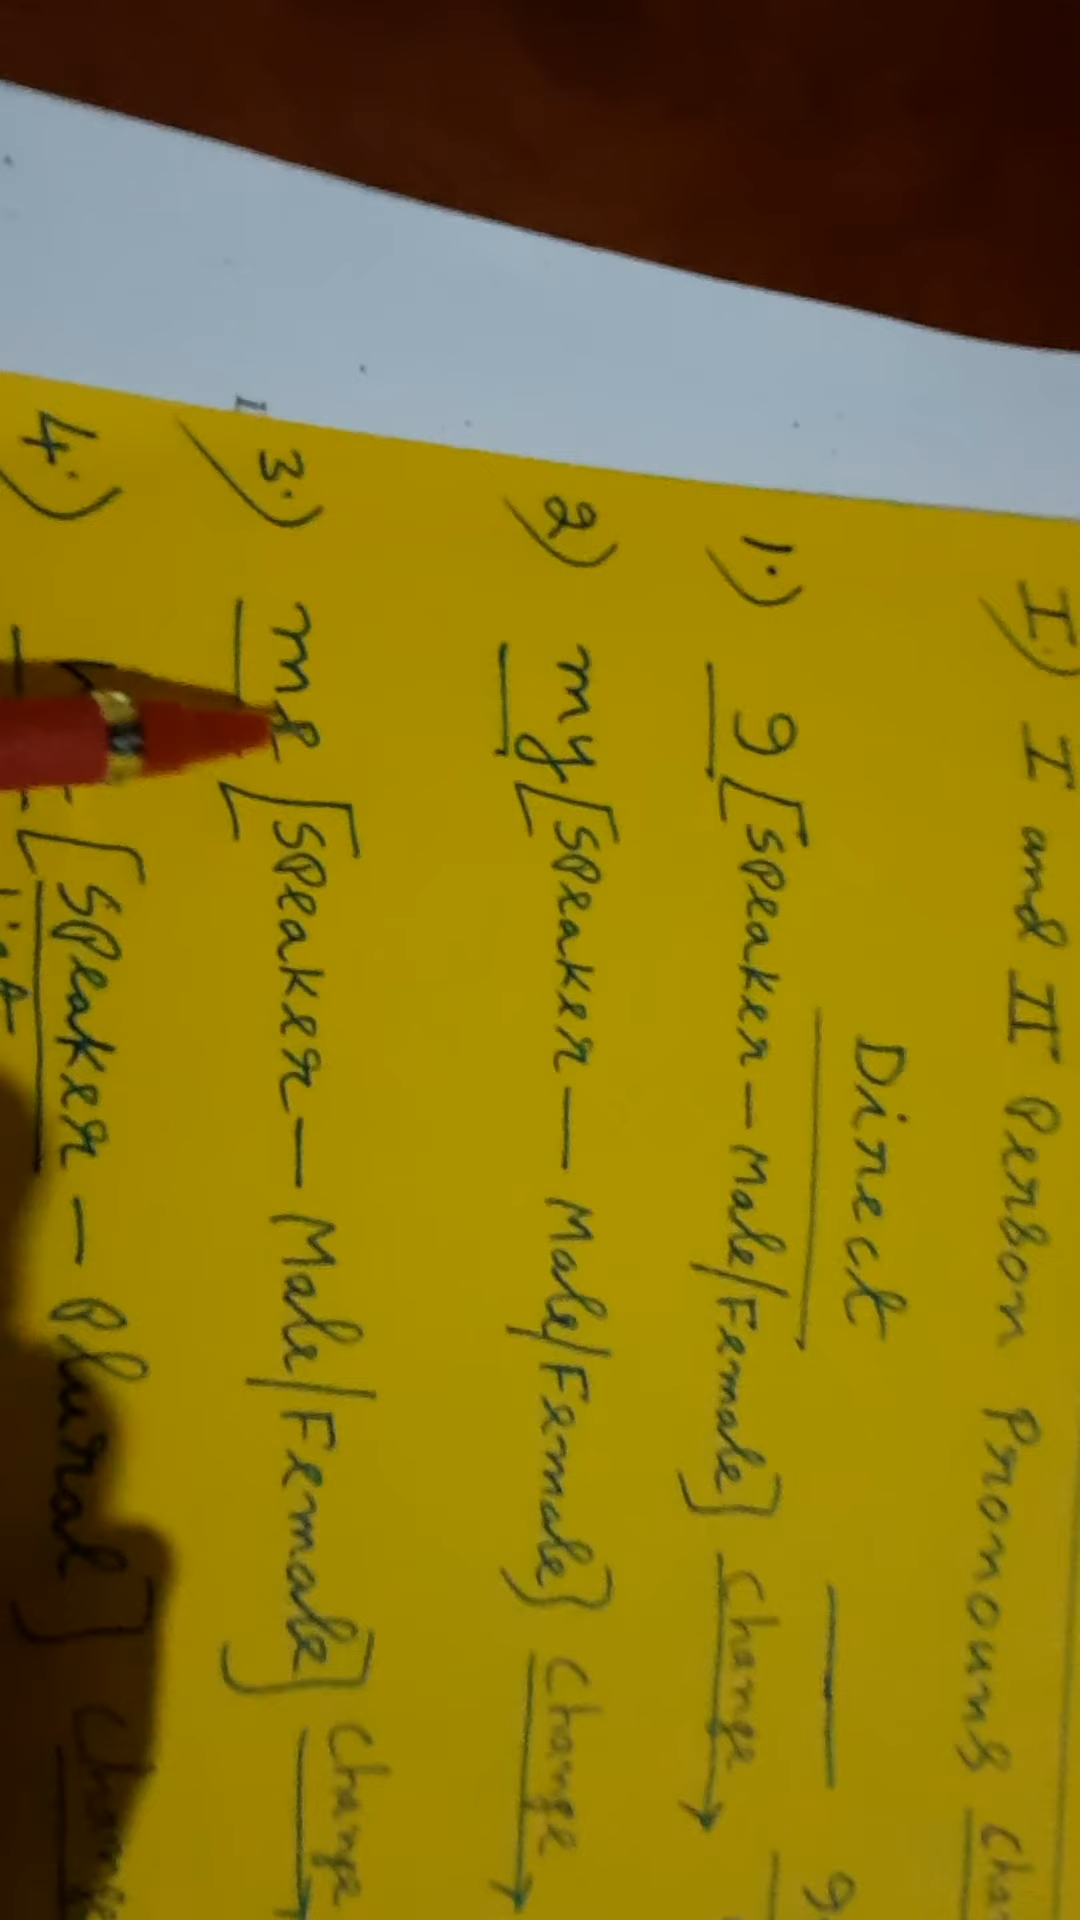 I.) I and II Person Pronouns
Direct —
1.) I [Speaker - Male/Female] Change →
2) my [Speaker — Male/Female] Change →
3.) me [Speaker — Male/Female] Change →
4.) [Speaker — Plural] Change